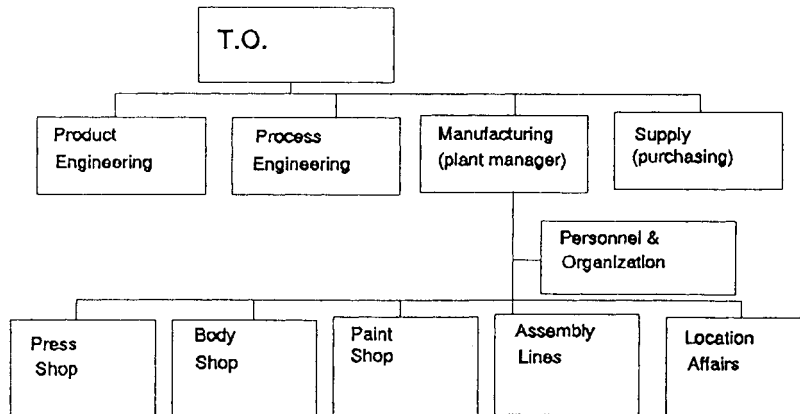 T.O.
Product
Engineering
Process
Engineering
Manufacturing
(plant manager)
Supply
(purchasing)
Personnel &
Organization
Press
Shop
Body
Shop
Paint
Shop
Assembly
Lines
Location
Affairs